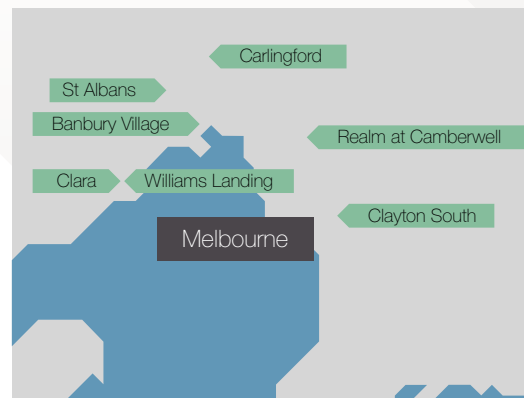 Carlingford
St Albans
Banbury Village
Realm at Camberwell
Clara
Williams Landing
Clayton South
Melbourne